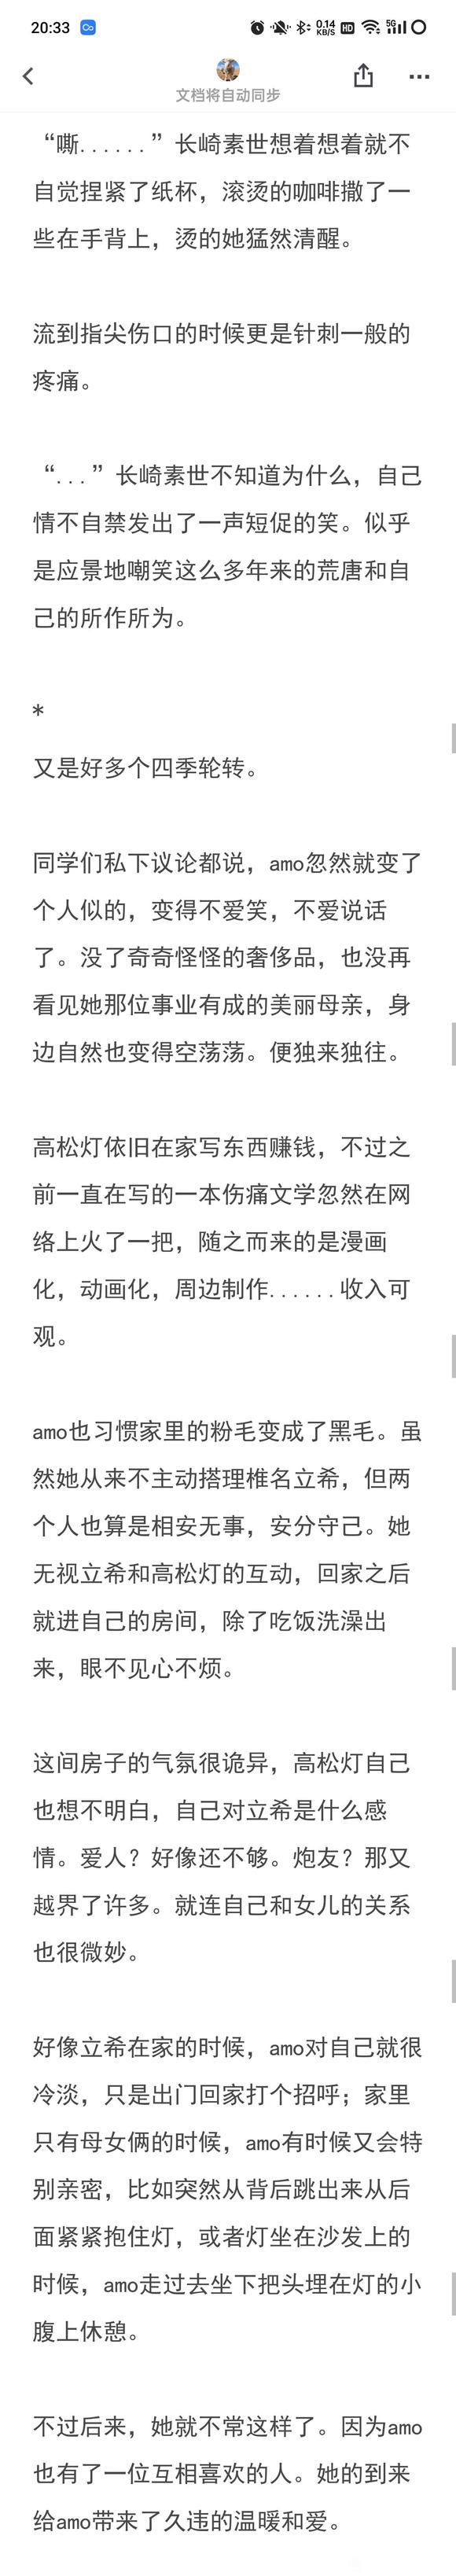 20:33
0.14
KB/S
HD
5G
文档将自动同步
“嘶......”长崎素世想着想着就不
自觉捏紧了纸杯，滚烫的咖啡撒了一
些在手背上，烫的她猛然清醒。
流到指尖伤口的时候更是针刺一般的
疼痛。
“...”长崎素世不知道为什么，自己
情不自禁发出了一声短促的笑。似乎
是应景地嘲笑这么多年来的荒唐和自
己的所作所为。
*
又是好多个四季轮转。
同学们私下议论都说，amo忽然就变了
个人似的，变得不爱笑，不爱说话
了。没了奇奇怪怪的奢侈品，也没再
看见她那位事业有成的美丽母亲，身
边自然也变得空荡荡。便独来独往。
高松灯依旧在家写东西赚钱，不过之
前一直在写的一本伤痛文学忽然在网
络上火了一把，随之而来的是漫画
化，动画化，周边制作......收入可
观。
amo也习惯家里的粉毛变成了黑毛。虽
然她从来不主动搭理椎名立希，但两
个人也算是相安无事，安分守己。她
无视立希和高松灯的互动，回家之后
就进自己的房间，除了吃饭洗澡出
来，眼不见心不烦。
这间房子的气氛很诡异，高松灯自己
也想不明白，自己对立希是什么感
情。爱人？好像还不够。炮友？那又
越界了许多。就连自己和女儿的关系
也很微妙。
好像立希在家的时候，amo对自己就很
冷淡，只是出门回家打个招呼；家里
只有母女俩的时候，amo有时候又会特
别亲密，比如突然从背后跳出来从后
面紧紧抱住灯，或者灯坐在沙发上的
时候，amo走过去坐下把头埋在灯的小
腹上休憩。
不过后来，她就不常这样了。因为amo
也有了一位互相喜欢的人。她的到来
给amo带来了久违的温暖和爱。